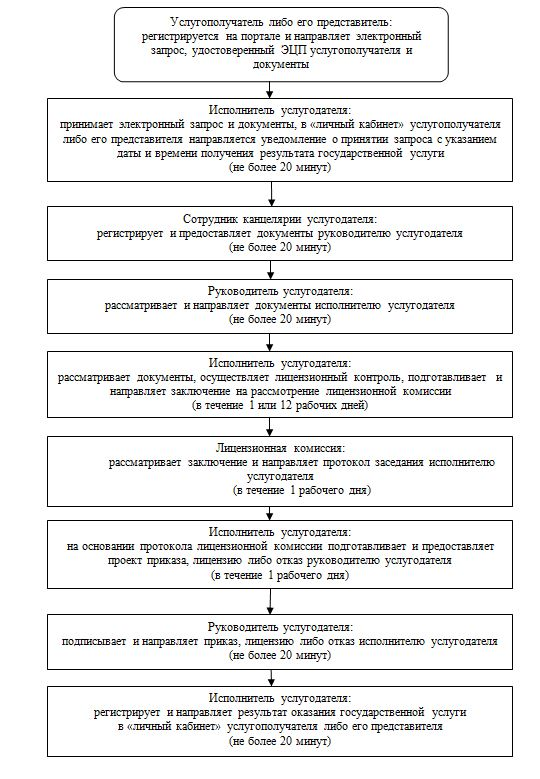 Услугополучатель либо его представитель:
регистрируется на портале и направляет электронный
запрос, удостоверенный ЭЦП услугополучателя и
документы
Исполнитель услугодателя:
принимает электронный запрос и документы, в «личный кабинет» услугополучателя
либо его представителя направляется уведомление о принятии запроса с указанием
даты и времени получения результата государственной услуги
(не более 20 минут)
Сотрудник канцелярии услугодателя:
регистрирует и предоставляет документы руководителю услугодателя
(не более 20 минут)
Руководитель услугодателя:
рассматривает и направляет документы исполнителю услугодателя
(не более 20 минут)
Исполнитель услугодателя:
рассматривает документы, осуществляет лицензионный контроль, подготавливает и
направляет заключение на рассмотрение лицензионной комиссии
(в течение 1 или 12 рабочих дней)
Лицензионная комиссия:
рассматривает заключение и направляет протокол заседания исполнителю
услугодателя
(в течение 1 рабочего дня)
Исполнитель услугодателя:
на основании протокола лицензионной комиссии подготавливает и предоставляет
проект приказа, лицензию либо отказ руководителю услугодателя
(в течение 1 рабочего дня)
Руководитель услугодателя:
подписывает и направляет приказ, лицензию либо отказ исполнителю услугодателя
(не более 20 минут)
Исполнитель услугодателя:
регистрирует и направляет результат оказания государственной услуги
в «личный кабинет» услугополучателя либо его представителя
(не более 20 минут)